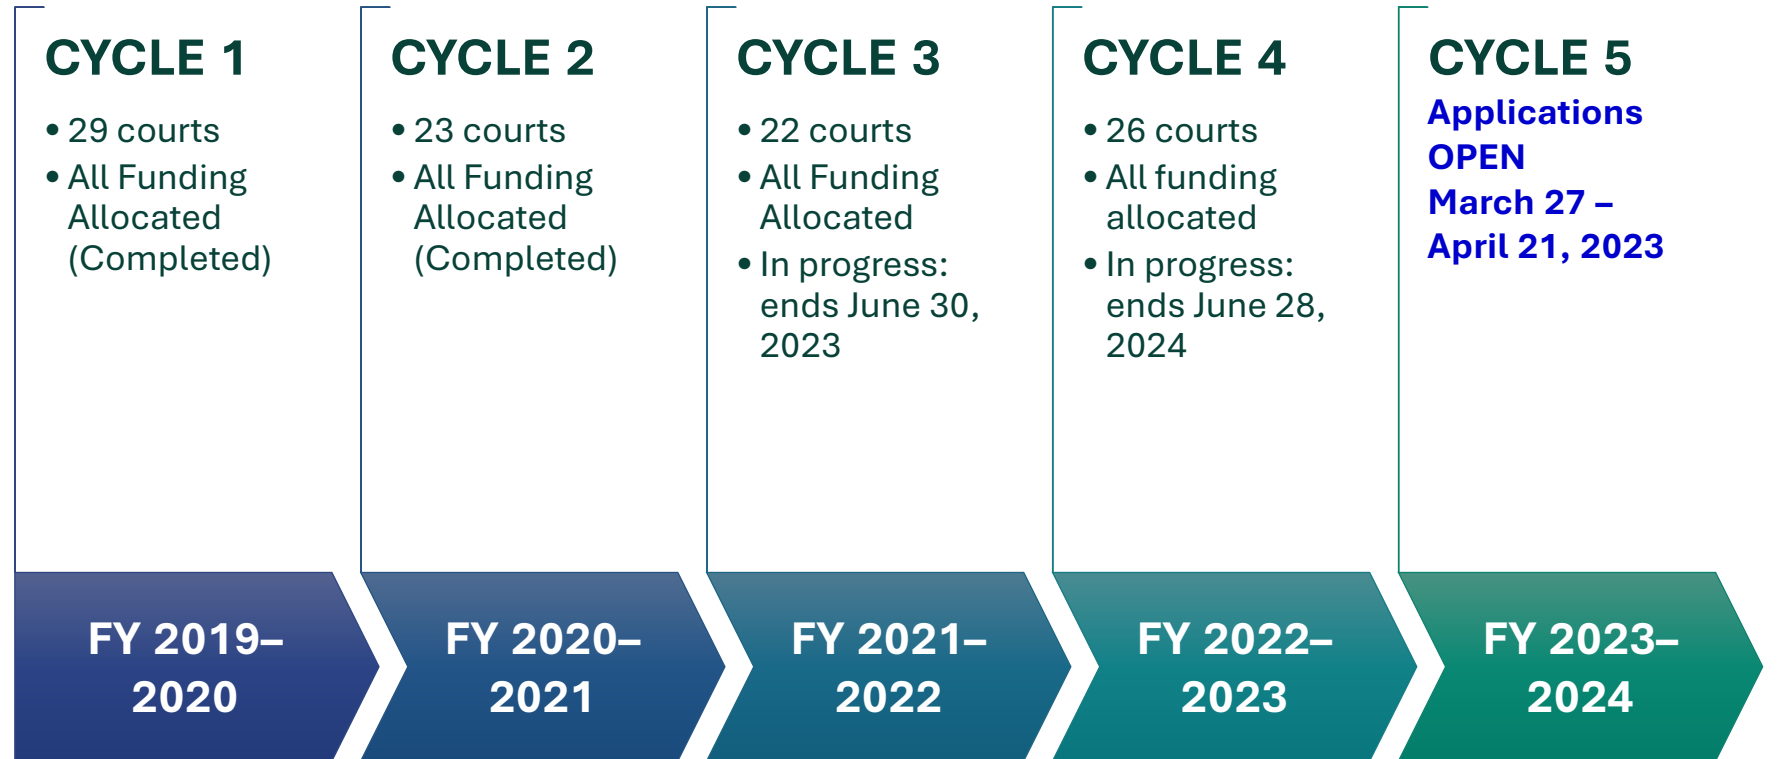 CYCLE 1
• 29 courts
• All Funding
Allocated
(Completed)
FY 2019–
2020
CYCLE 2
• 23 courts
• All Funding
Allocated
(Completed)
FY 2020–
2021
CYCLE 3
• 22 courts
• All Funding
Allocated
• In progress:
ends June 30,
2023
FY 2021–
2022
CYCLE 4
• 26 courts
• All funding
allocated
• In progress:
ends June 28,
2024
FY 2022–
2023
CYCLE 5
Applications
OPEN
March 27 –
April 21, 2023
FY 2023–
2024